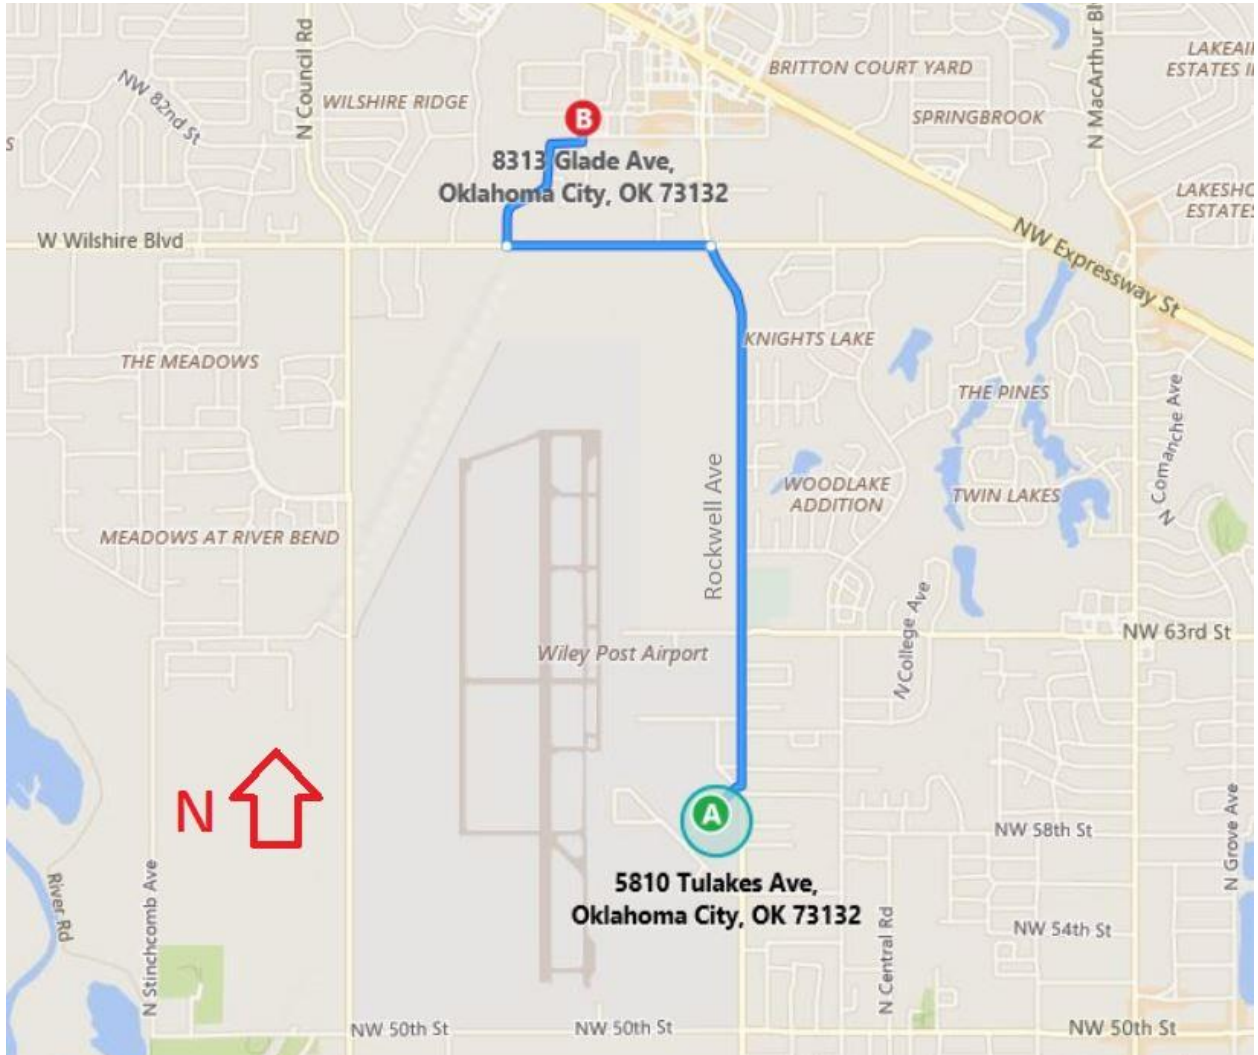 N Council Rd
N MacArthur Bl
LAKEAI
ESTATES I
BRITTON COURT YARD
NW 82nd St
WILSHIRE RIDGE
SPRINGBROOK
B
S
8313 Glade Ave,
Oklahoma City, OK 73132
LAKESHO
ESTATES
W Wilshire Blvd
NW Expressway St
KNIGHTS LAKE
THE MEADOWS
THE PINES
N Comanche Ave
Rockwell Ave
WOODLAKE
ADDITION
TWIN LAKES
MEADOWS AT RIVER BEND
N College Ave
NW 63rd St
Wiley Post Airport
N
A
NW 58th St
N Grove Ave
5810 Tulakes Ave,
Oklahoma City, OK 73132
River Rd
N Stinchcomb Ave
N Central Rd
NW 54th St
NW 50th St
NW 50th St
NW 50th St